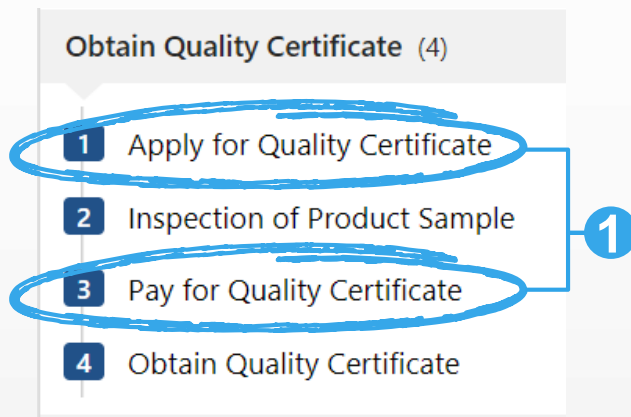 Obtain Quality Certificate (4)
1 Apply for Quality Certificate
2 Inspection of Product Sample
1
3 Pay for Quality Certificate
4 Obtain Quality Certificate